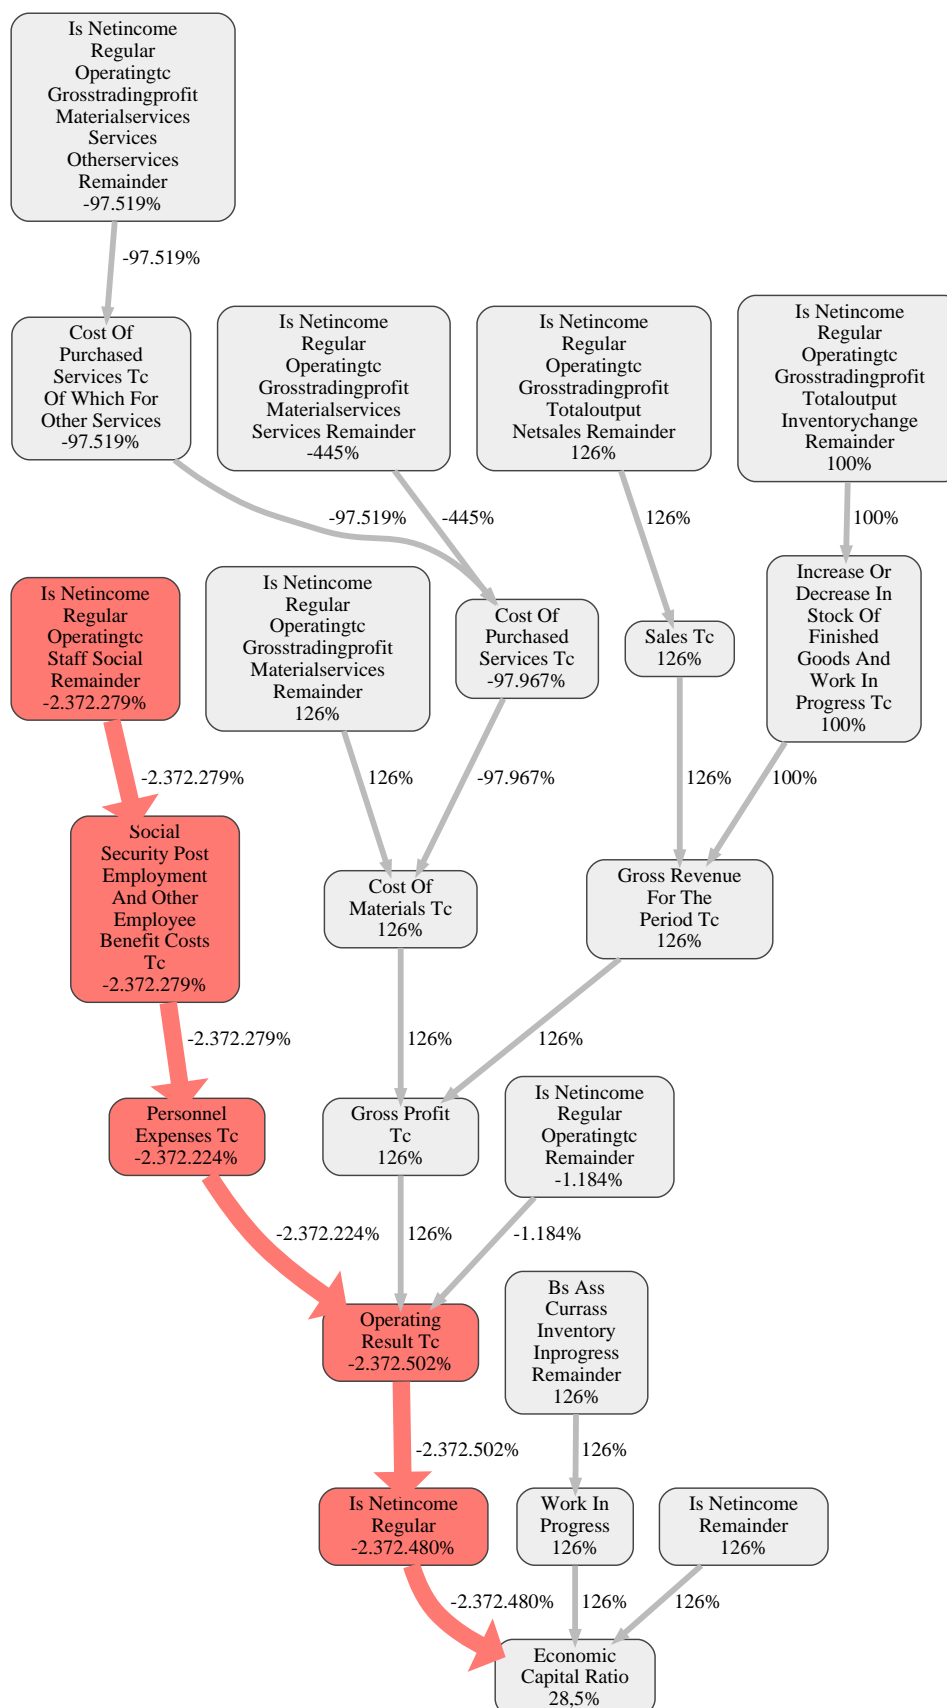 Is Netincome
Regular
Operatingtc
Grosstradingprofit
Materialservices
Services
Otherservices
Remainder
-97.519%
-97.519%
Cost Of
Purchased
Services Tc
Of Which For
Other Services
-97.519%
Is Netincome
Regular
Operatingtc
Grosstradingprofit
Materialservices
Services Remainder
-445%
Is Netincome
Regular
Operatingtc
Grosstradingprofit
Totaloutput
Netsales Remainder
126%
Is Netincome
Regular
Operatingtc
Grosstradingprofit
Totaloutput
Inventorychange
Remainder
100%
-97.519%
-445%
126%
100%
Is Netincome
Regular
Operatingtc
Staff Social
Remainder
-2.372.279%
Is Netincome
Regular
Operatingtc
Grosstradingprofit
Materialservices
Remainder
126%
Cost Of
Purchased
Services Tc
-97.967%
Sales Tc
126%
Increase Or
Decrease In
Stock Of
Finished
Goods And
Work In
Progress Tc
100%
-2.372.279%
126%
-97.967%
126%
100%
Social
Security Post
Employment
And Other
Employee
Benefit Costs
Tc
-2.372.279%
Cost Of
Materials Tc
126%
Gross Revenue
For The
Period Tc
126%
-2.372.279%
126%
126%
Personnel
Expenses Tc
-2.372.224%
Gross Profit
Tc
126%
Is Netincome
Regular
Operatingtc
Remainder
-1.184%
-2.372.224%
126%
-1.184%
Operating
Result Tc
-2.372.502%
Bs Ass
Currass
Inventory
Inprogress
Remainder
126%
-2.372.502%
126%
Is Netincome
Regular
-2.372.480%
Work In
Progress
126%
Is Netincome
Remainder
126%
-2.372.480%
126%
126%
Economic
Capital Ratio
28,5%